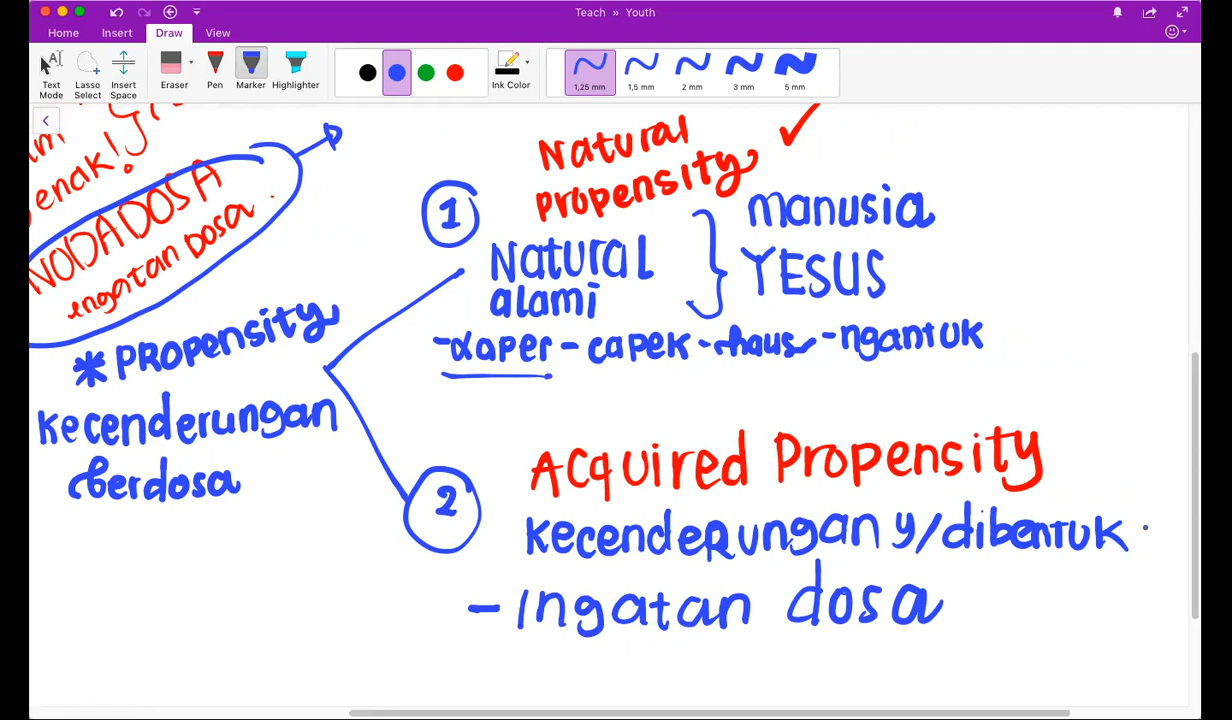 Teach » Youth
Home Insert Draw View
Text Mode
Lasso Select
Insert Space
Eraser
Pen
Marker
Highlighter
Ink Color
1,25 mm
1,5 mm
2 mm
3 mm
5 mm
enak!
NODA DOSA
ingatan Dosa
* PROPENSITY
kecenderungan
berdosa
Natural
propensity ✓
1
Natural
alami
manusia
YESUS
- Laper - capek - haus - ngantuk
2
Acquired Propensity
kecenderungan y/dibentuk
- Ingatan dosa